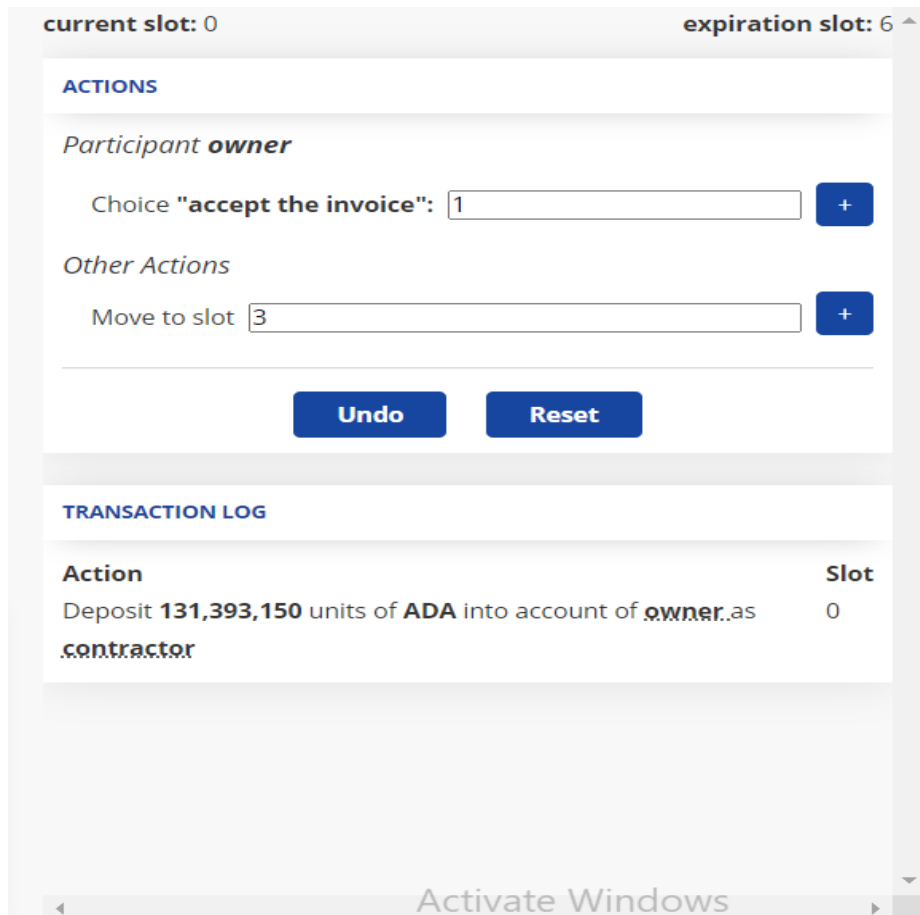 current slot: 0 expiration slot: 6
ACTIONS
Participant owner
Choice "accept the invoice": 1 +
Other Actions
Move to slot 3 +
Undo Reset
TRANSACTION LOG
Action Slot
Deposit 131,393,150 units of ADA into account of owner as 0
contractor
Activate Windows